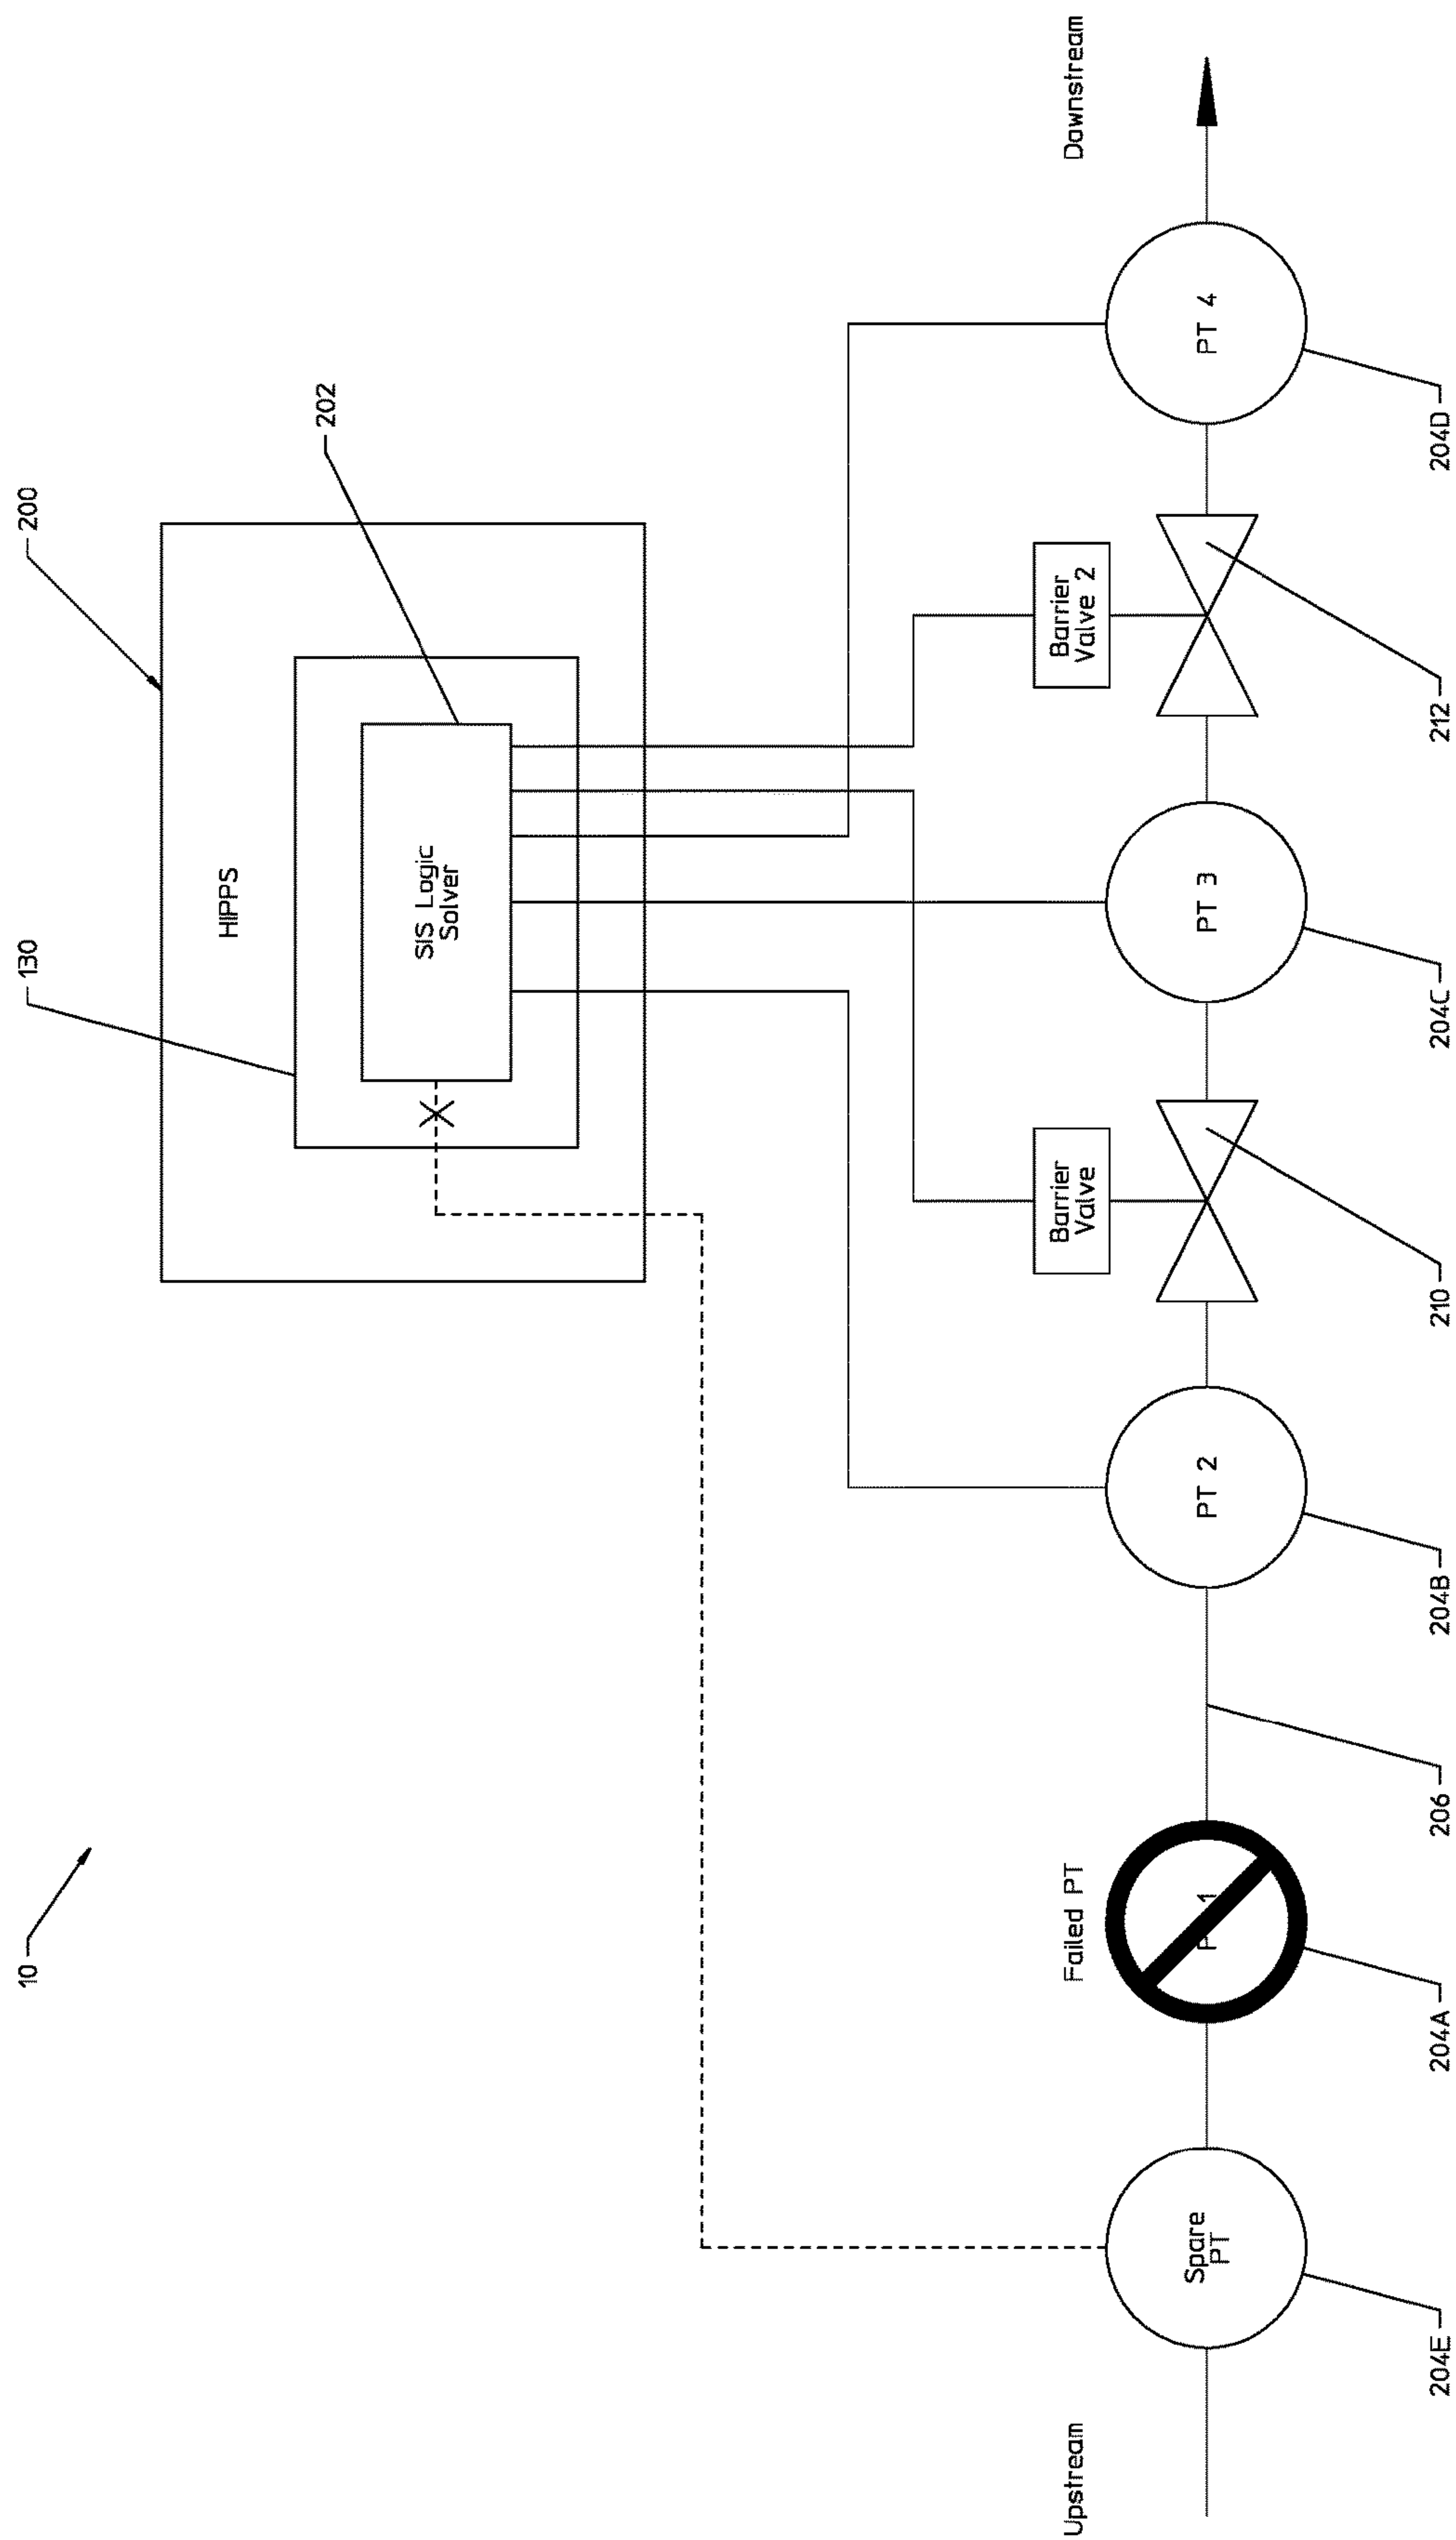 10
130
200
HIPPS
202
SIS Logic
Solver
Barrier
Valve
Barrier
Valve 2
Upstream
Failed PT
Downstream
Spare
PT
P 1
PT 2
PT 3
PT 4
204E
204A
206
204B
210
204C
212
204D